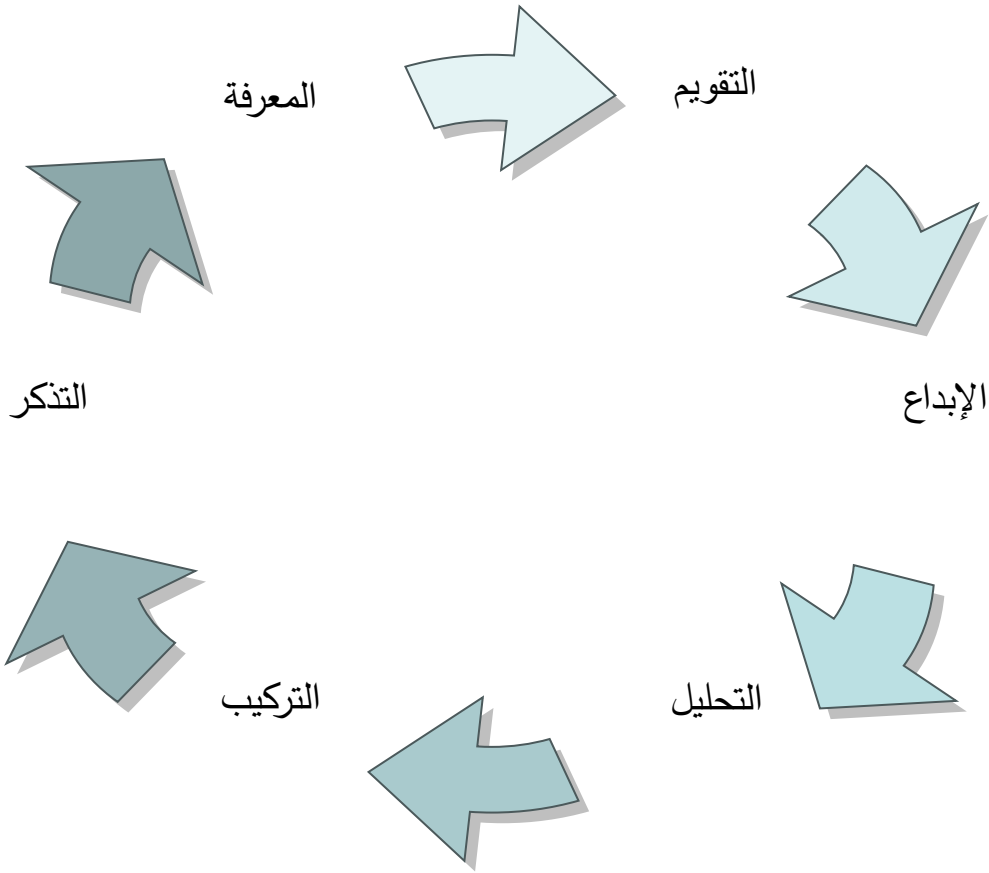 التقويم
المعرفة
الإبداع
التذكر
التحليل
التركيب